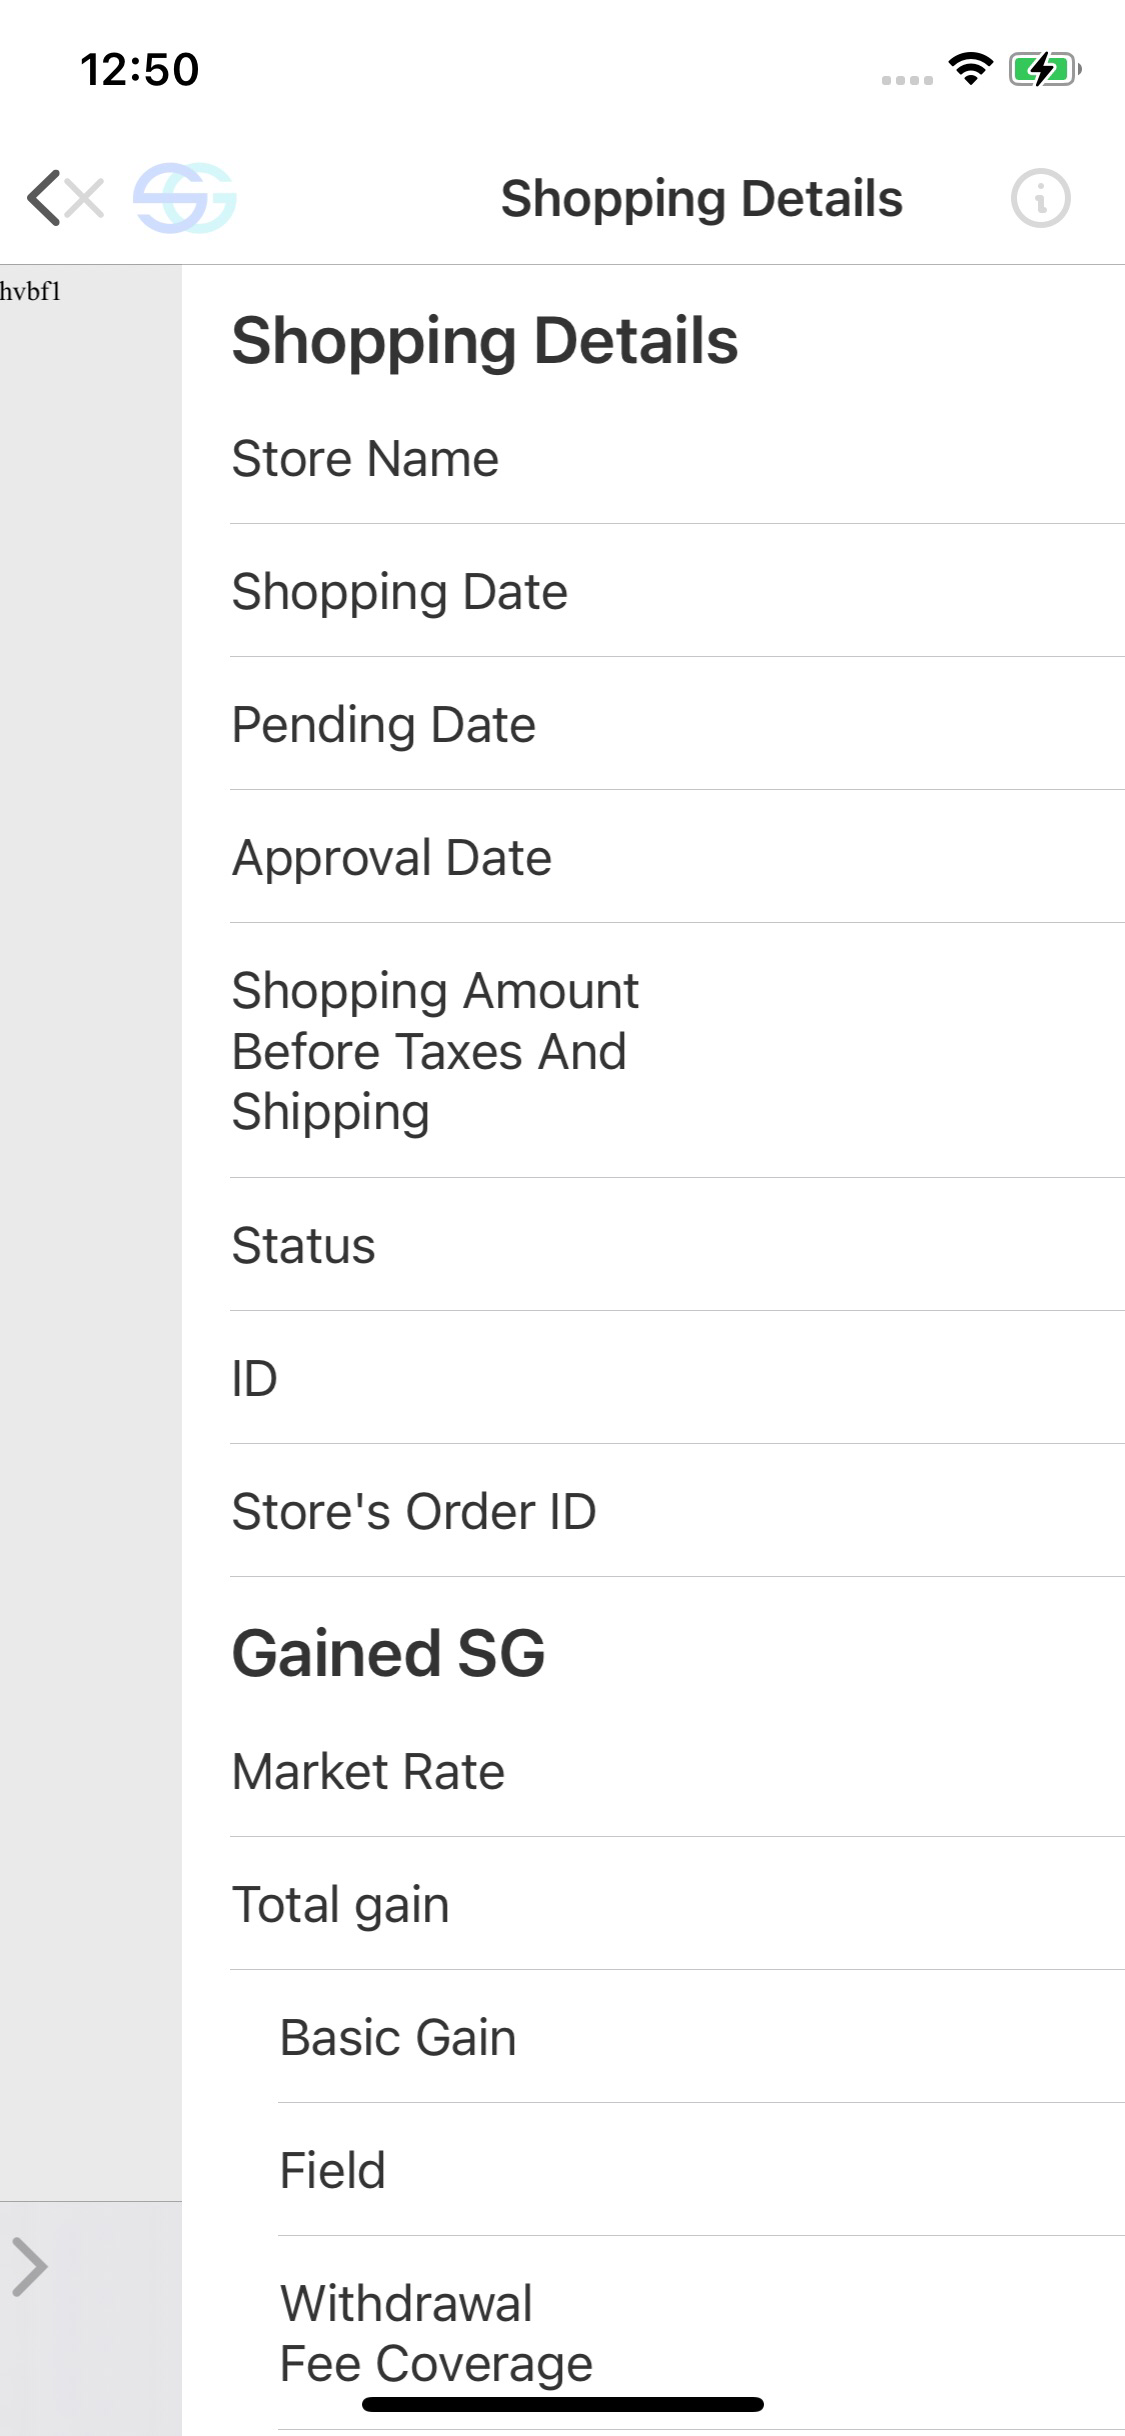 12:50
SG
Shopping Details
hvbf1
Shopping Details
Store Name
Shopping Date
Pending Date
Approval Date
Shopping Amount
Before Taxes And
Shipping
Status
ID
Store's Order ID
Gained SG
Market Rate
Total gain
Basic Gain
Field
Withdrawal
Fee Coverage